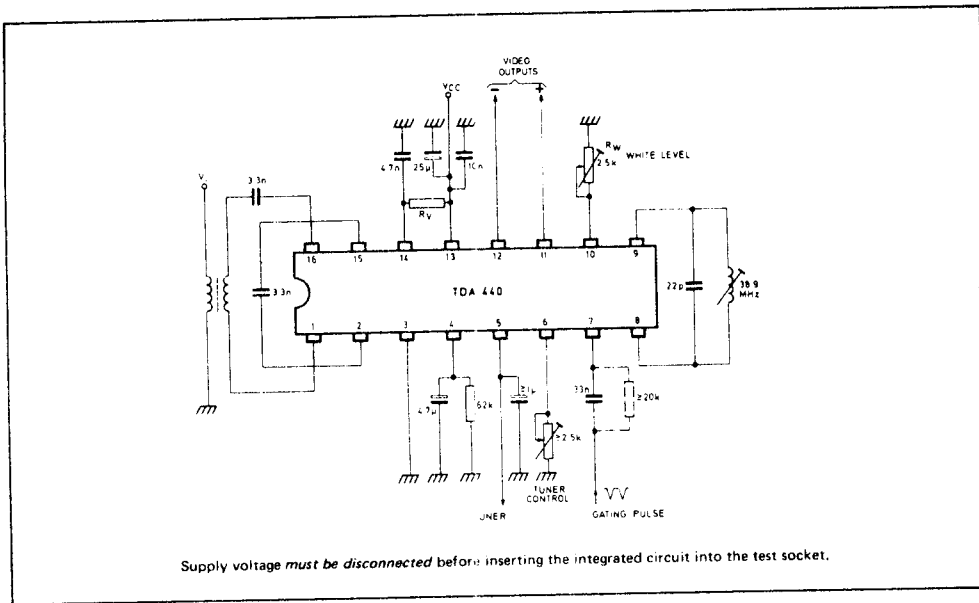 VIDEO
OUTPUTS
VCC
− +
RW
2.5k WHITE LEVEL
4.7n 25µ 10n
3.3n
RV
16 15 14 13 12 11 10 9
3.3n
TDA 440
22p
38.9
MHz
1 2 3 4 5 6 7 8
4.7µ
62k
≥1µ
33n
≥20k
≥2.5k
TUNER
CONTROL
UNER
GATING PULSE
Supply voltage must be disconnected before inserting the integrated circuit into the test socket.